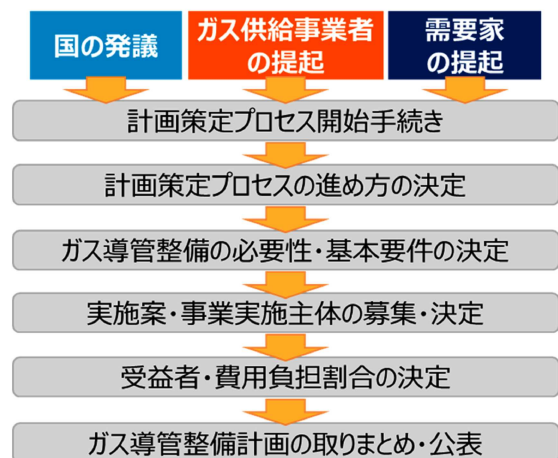 国の発議
ガス供給事業者
の提起
需要家
の提起
計画策定プロセス開始手続き
計画策定プロセスの進め方の決定
ガス導管整備の必要性・基本要件の決定
実施案・事業実施主体の募集・決定
受益者・費用負担割合の決定
ガス導管整備計画の取りまとめ・公表